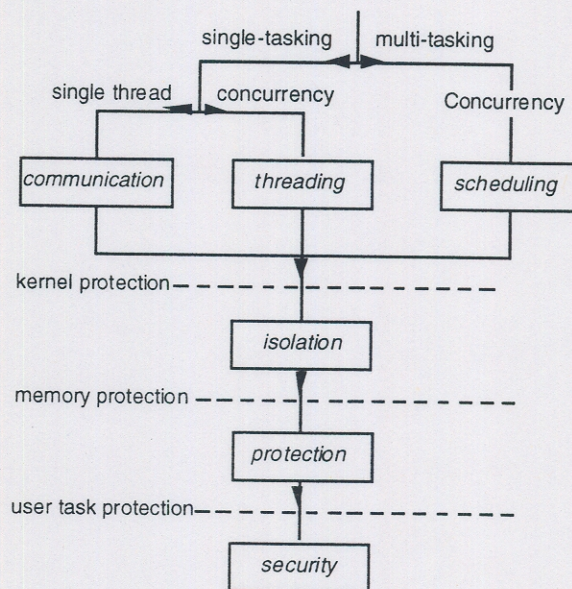 single-tasking multi-tasking
single thread concurrency Concurrency
communication threading scheduling
kernel protection
isolation
memory protection
protection
user task protection
security